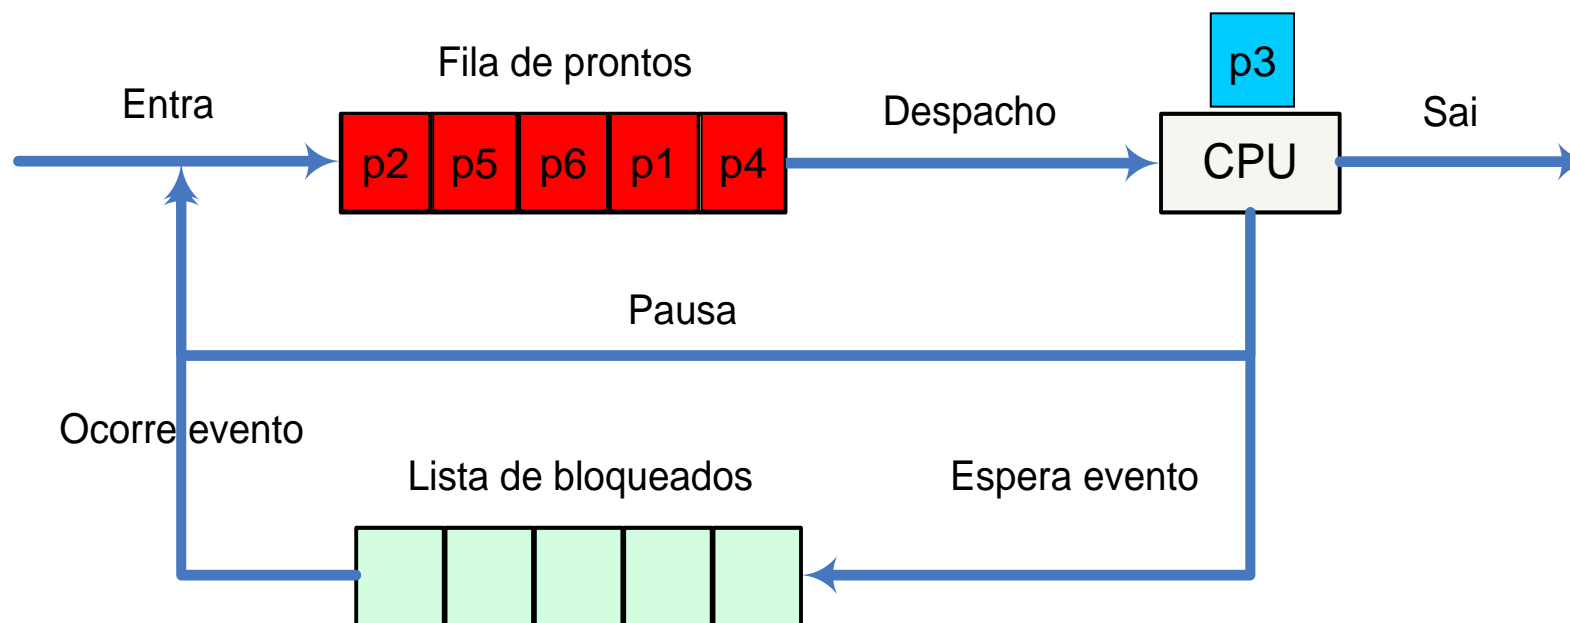 p3
Fila de prontos
Entra
Despacho
Sai
p2 p5 p6 p1 p4
CPU
Pausa
Ocorre evento
Lista de bloqueados
Espera evento